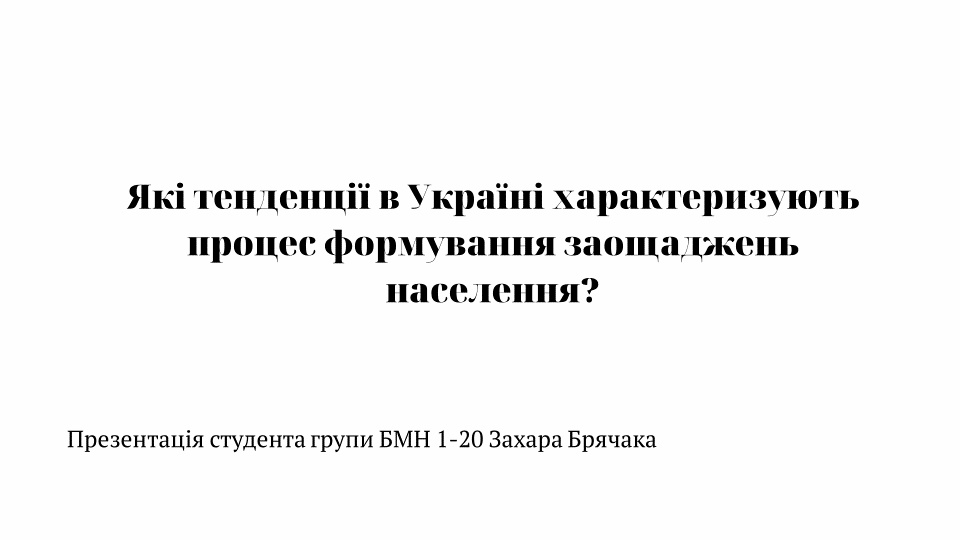 Які тенденції в Україні характеризують
процес формування заощаджень
населення?
Презентація студента групи БМН 1-20 Захара Брячака